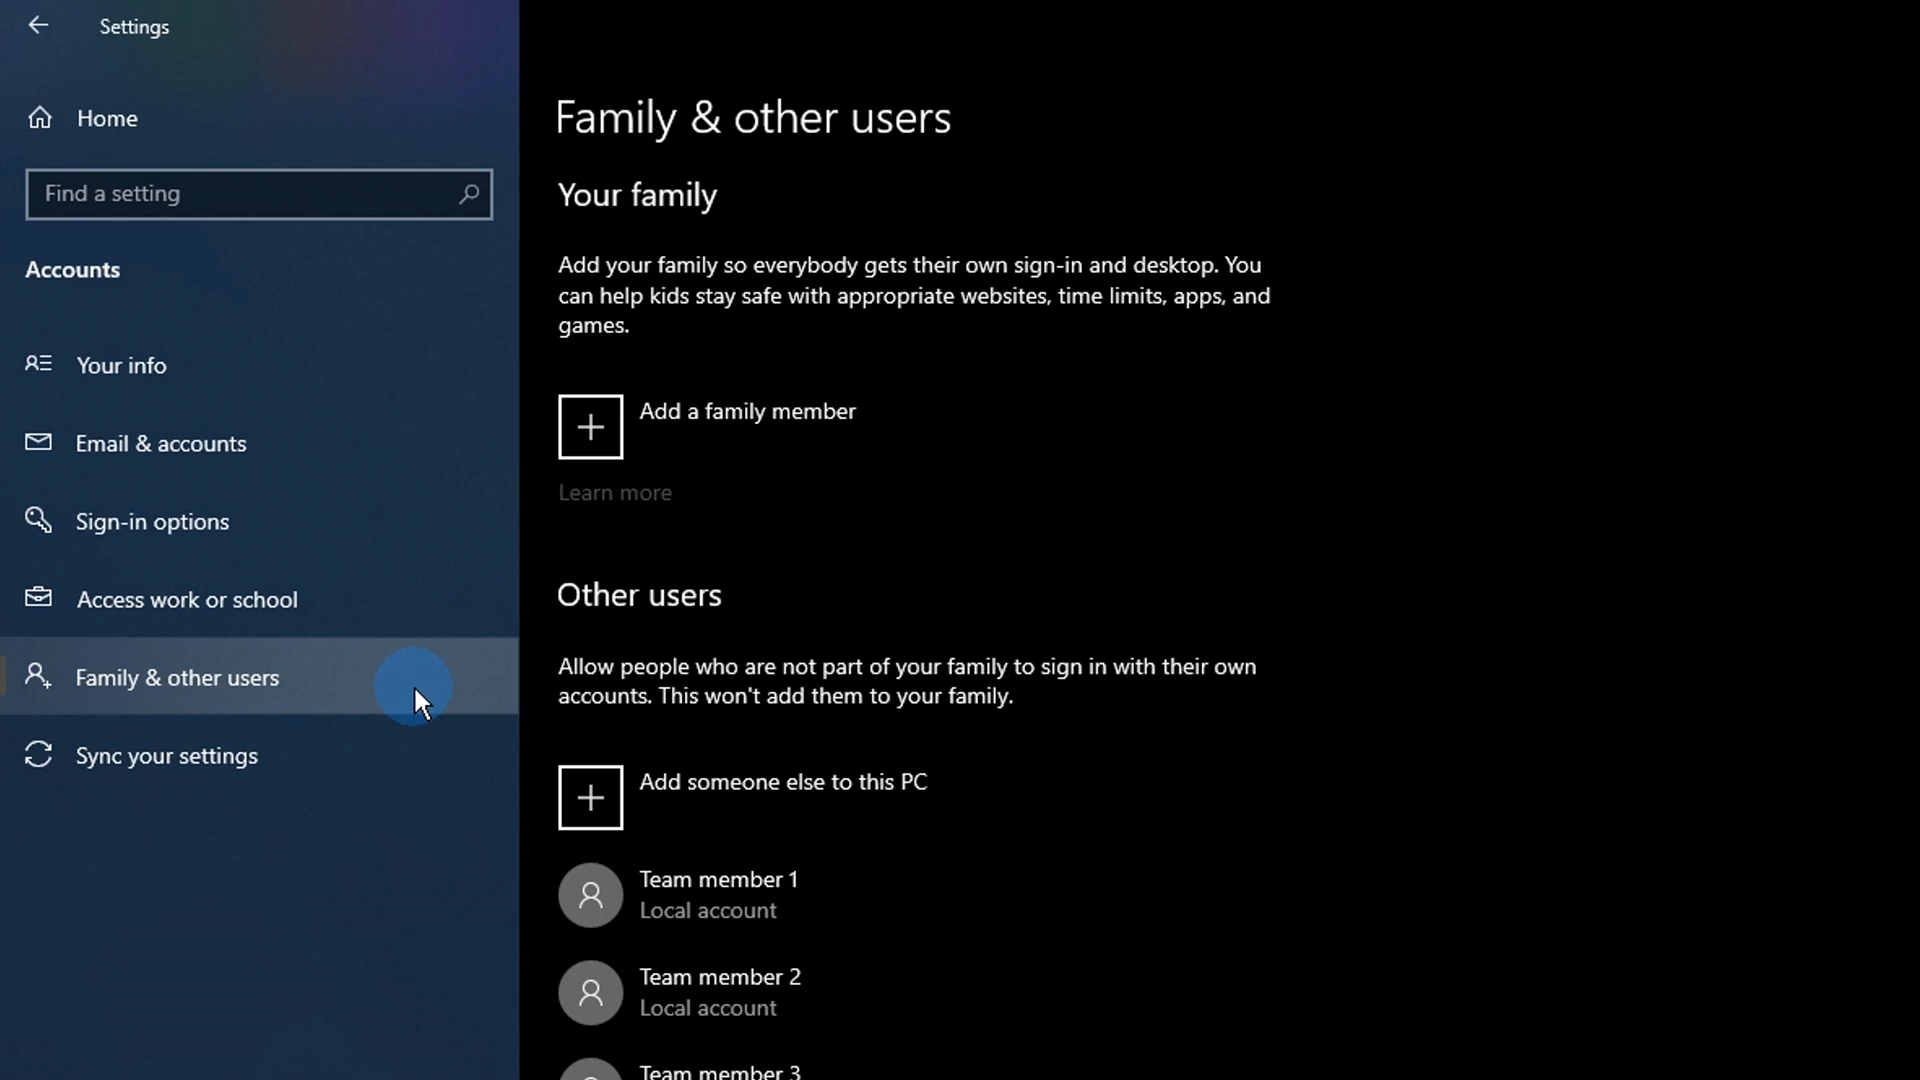 Settings
Home
Find a setting
Accounts
Your info
Email & accounts
Sign-in options
Access work or school
Family & other users
Sync your settings
Family & other users
Your family
Add your family so everybody gets their own sign-in and desktop. You
can help kids stay safe with appropriate websites, time limits, apps, and
games.
Add a family member
Learn more
Other users
Allow people who are not part of your family to sign in with their own
accounts. This won't add them to your family.
Add someone else to this PC
Team member 1
Local account
Team member 2
Local account
Team member 3